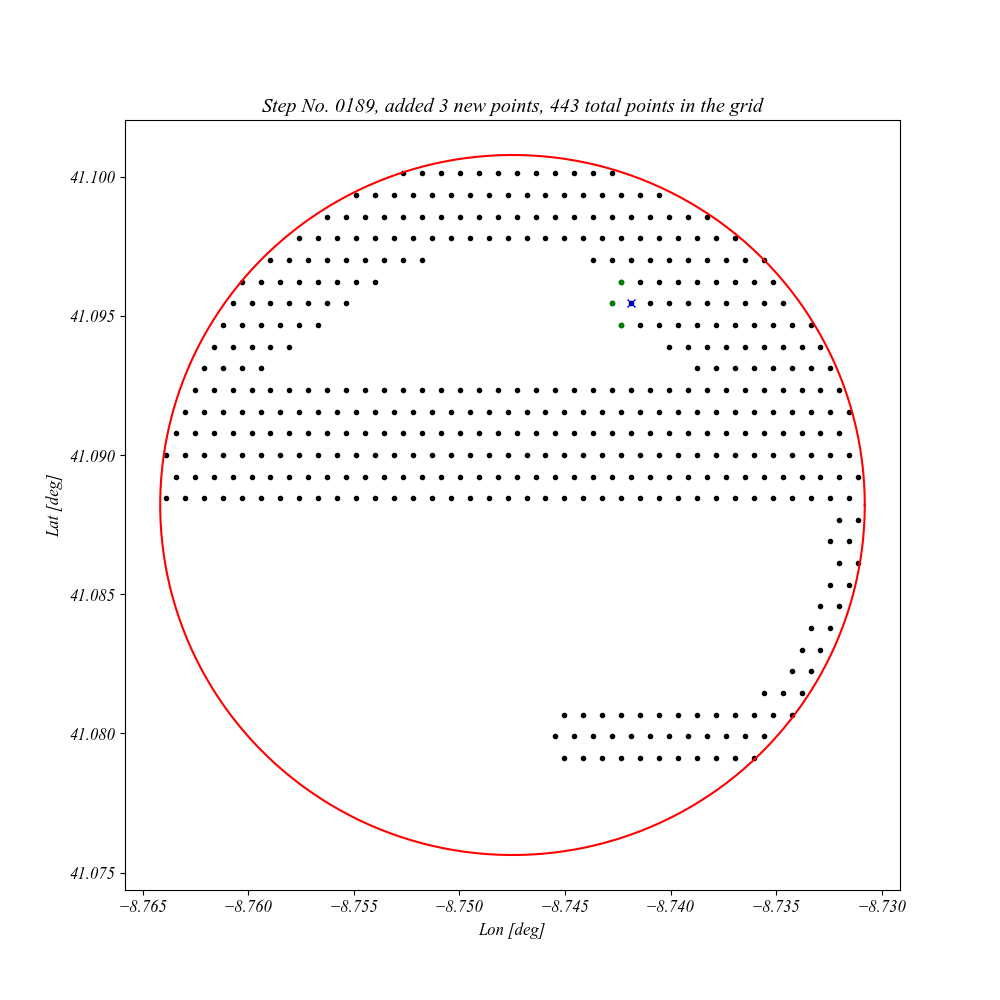 Step No. 0189, added 3 new points, 443 total points in the grid
41.100
41.095
41.090
41.085
41.080
41.075
Lat [deg]
−8.765 −8.760 −8.755 −8.750 −8.745 −8.740 −8.735 −8.730
Lon [deg]